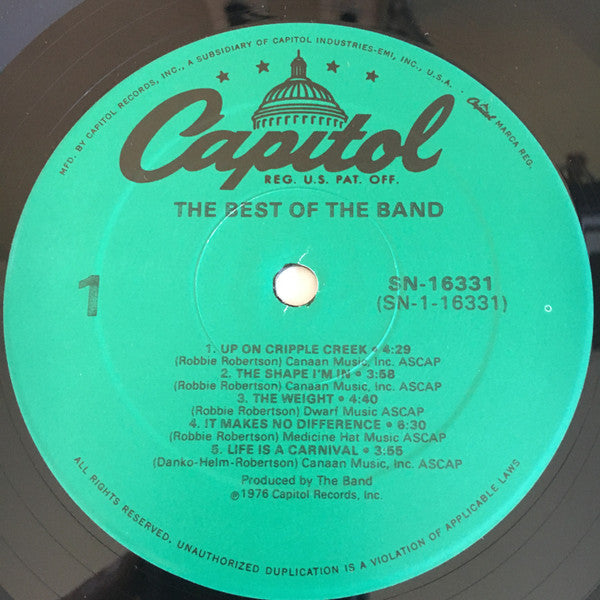 MFD. BY CAPITOL RECORDS, INC., A SUBSIDIARY OF CAPITOL INDUSTRIES-EMI, INC., U.S.A. • Capitol MARCA REG.
Capitol
REG. U.S. PAT. OFF.
THE BEST OF THE BAND
1
SN-16331
(SN-1-16331)
1. UP ON CRIPPLE CREEK • 4:29
(Robbie Robertson) Canaan Music, Inc. ASCAP
2. THE SHAPE I'M IN • 3:58
(Robbie Robertson) Canaan Music, Inc. ASCAP
3. THE WEIGHT • 4:40
(Robbie Robertson) Dwarf Music ASCAP
4. IT MAKES NO DIFFERENCE • 6:30
(Robbie Robertson) Medicine Hat Music ASCAP
5. LIFE IS A CARNIVAL • 3:55
(Danko-Helm-Robertson) Canaan Music, Inc. ASCAP
Produced by The Band
℗1976 Capitol Records, Inc.
ALL RIGHTS RESERVED. UNAUTHORIZED DUPLICATION IS A VIOLATION OF APPLICABLE LAWS